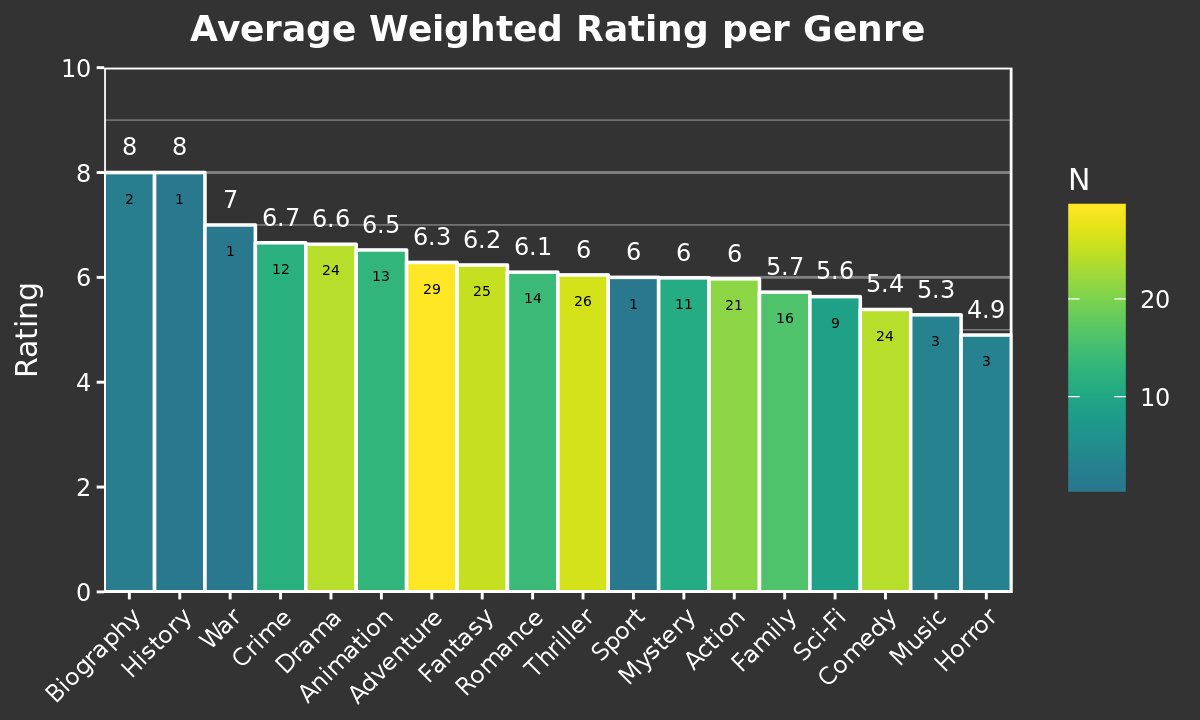 Average Weighted Rating per Genre
10
8
6
4
2
0
Rating
8 8 7 6.7 6.6 6.5 6.3 6.2 6.1 6 6 6 6 5.7 5.6 5.4 5.3 4.9
2 1 1 12 24 13 29 25 14 26 1 11 21 16 9 24 3 3
Biography History War Crime Drama Animation Adventure Fantasy Romance Thriller Sport Mystery Action Family Sci-Fi Comedy Music Horror
N
20
10